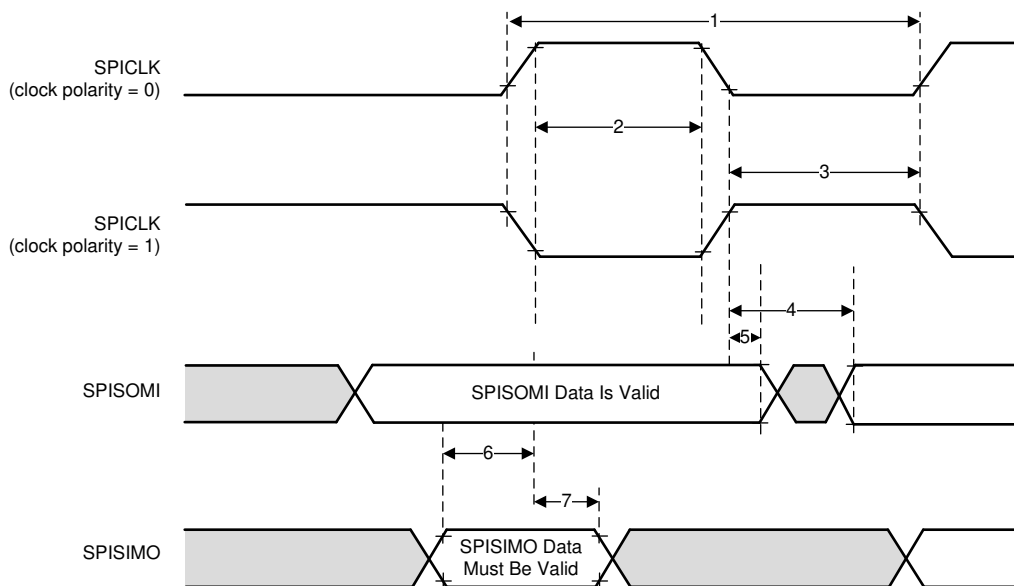 1
SPICLK
(clock polarity = 0)
2
3
SPICLK
(clock polarity = 1)
4
5
SPISOMI
SPISOMI Data Is Valid
6
7
SPISIMO
SPISIMO Data
Must Be Valid